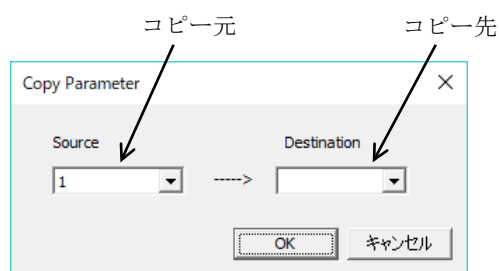 コピー元 コピー先
Copy Parameter
Source Destination
1 ----->
OK キャンセル